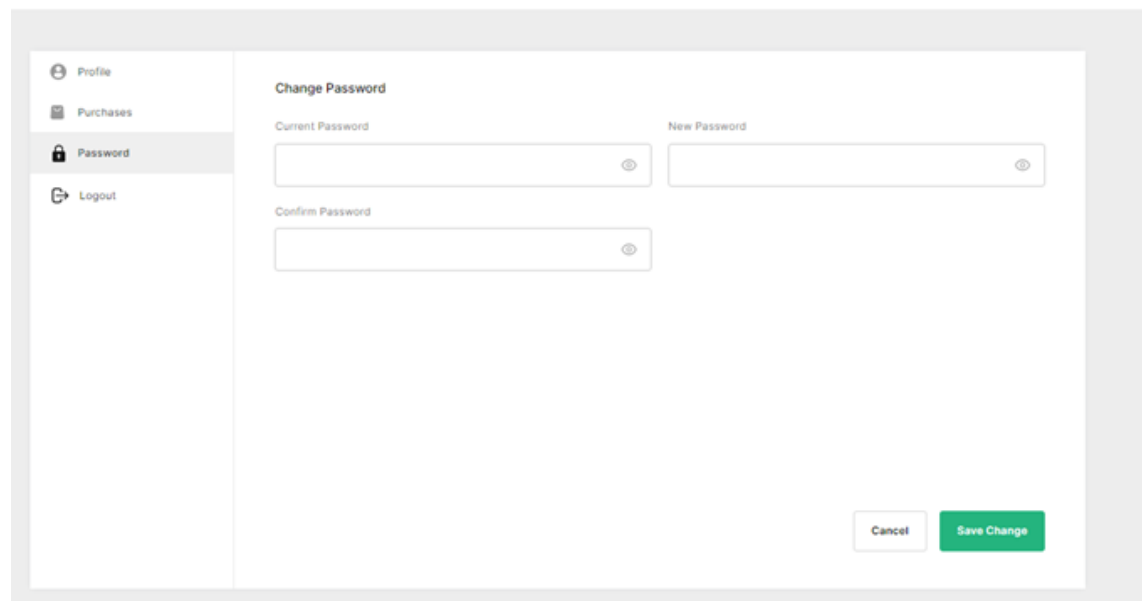 Profile
Purchases
Password
Logout
Change Password
Current Password
New Password
Confirm Password
Cancel
Save Change